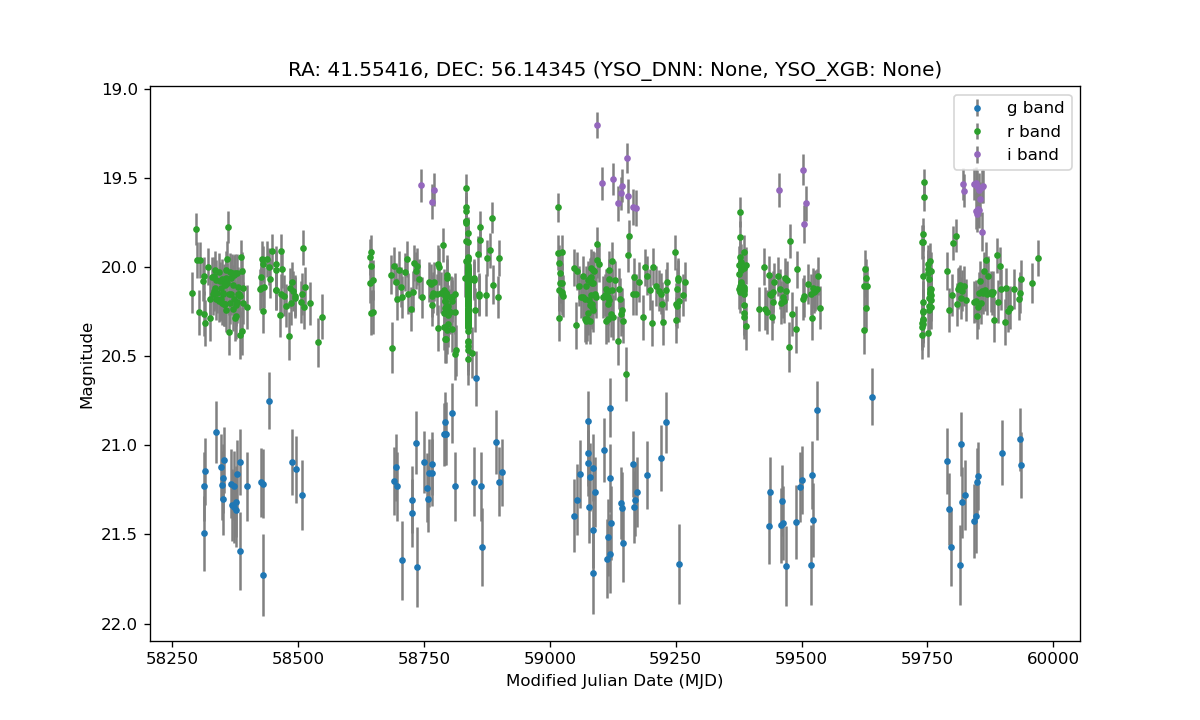 RA: 41.55416, DEC: 56.14345 (YSO_DNN: None, YSO_XGB: None)
19.0
19.5
20.0
20.5
21.0
21.5
22.0
Magnitude
g band
r band
i band
58250 58500 58750 59000 59250 59500 59750 60000
Modified Julian Date (MJD)